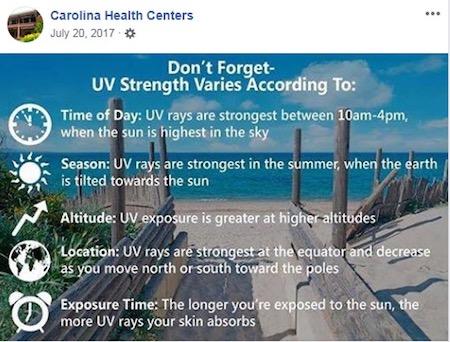 Carolina Health Centers
July 20, 2017 ·
Don't Forget-
UV Strength Varies According To:
Time of Day: UV rays are strongest between 10am-4pm,
when the sun is highest in the sky
Season: UV rays are strongest in the summer, when the earth
is tilted towards the sun
Altitude: UV exposure is greater at higher altitudes
Location: UV rays are strongest at the equator and decrease
as you move north or south toward the poles
Exposure Time: The longer you're exposed to the sun, the
more UV rays your skin absorbs